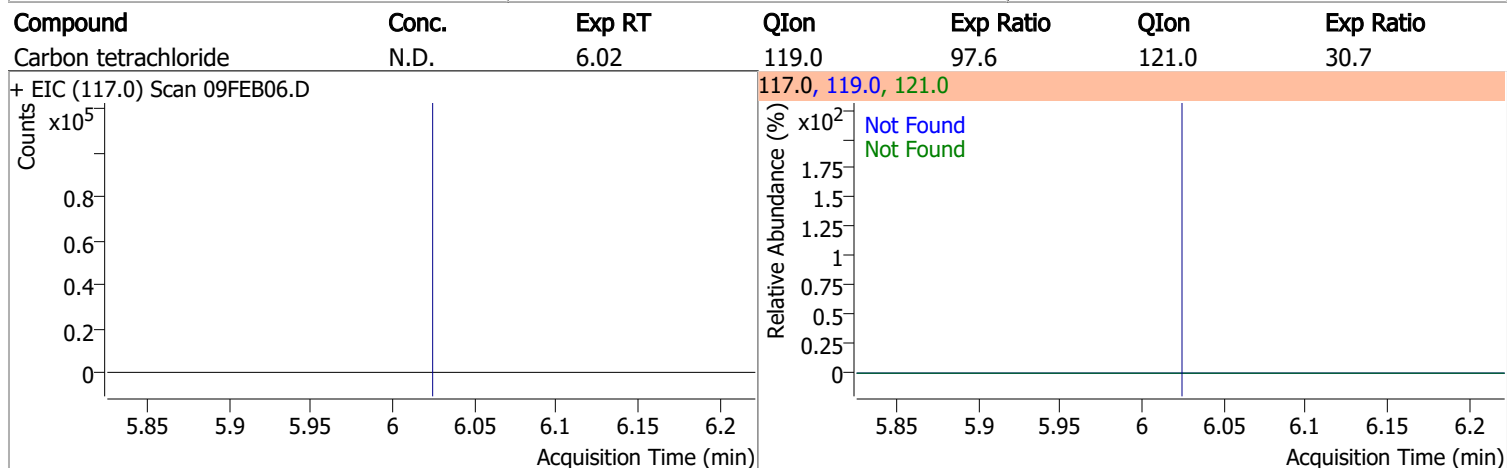 Compound Conc. Exp RT QIon Exp Ratio QIon Exp Ratio
Carbon tetrachloride N.D. 6.02 119.0 97.6 121.0 30.7
+ EIC (117.0) Scan 09FEB06.D
Counts
x10^5
0.8
0.6
0.4
0.2
0
5.85 5.9 5.95 6 6.05 6.1 6.15 6.2
Acquisition Time (min)
117.0, 119.0, 121.0
Relative Abundance (%)
x10^2
Not Found
Not Found
1.75
1.5
1.25
1
0.75
0.5
0.25
0
5.85 5.9 5.95 6 6.05 6.1 6.15 6.2
Acquisition Time (min)